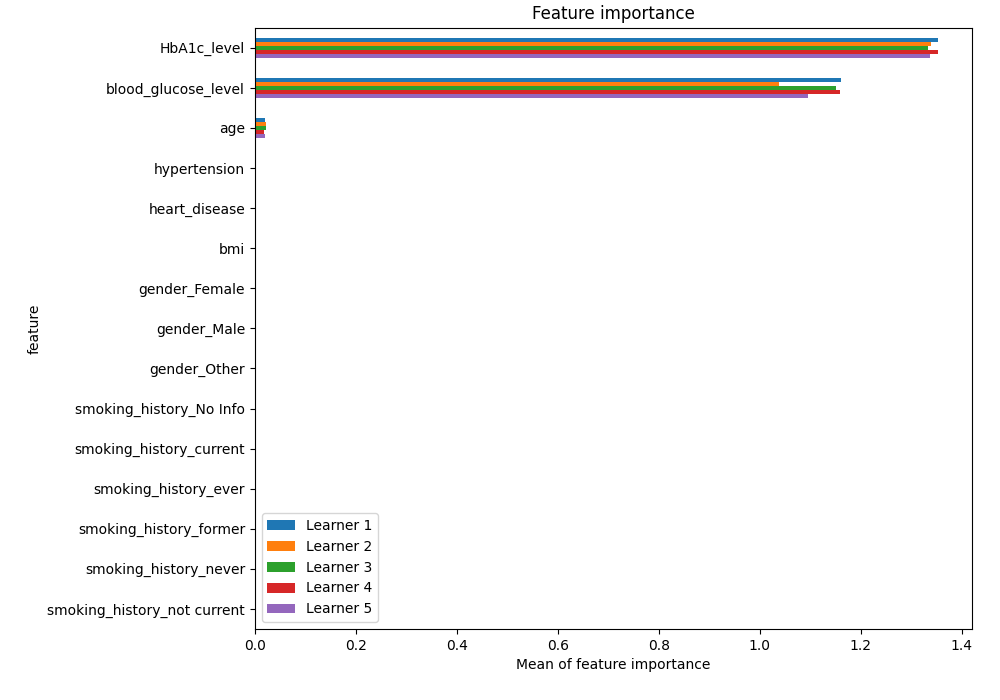 Feature importance
HbA1c_level
blood_glucose_level
age
hypertension
heart_disease
bmi
gender_Female
gender_Male
gender_Other
smoking_history_No Info
smoking_history_current
smoking_history_ever
smoking_history_former
smoking_history_never
smoking_history_not current
feature
Learner 1
Learner 2
Learner 3
Learner 4
Learner 5
0.0 0.2 0.4 0.6 0.8 1.0 1.2 1.4
Mean of feature importance